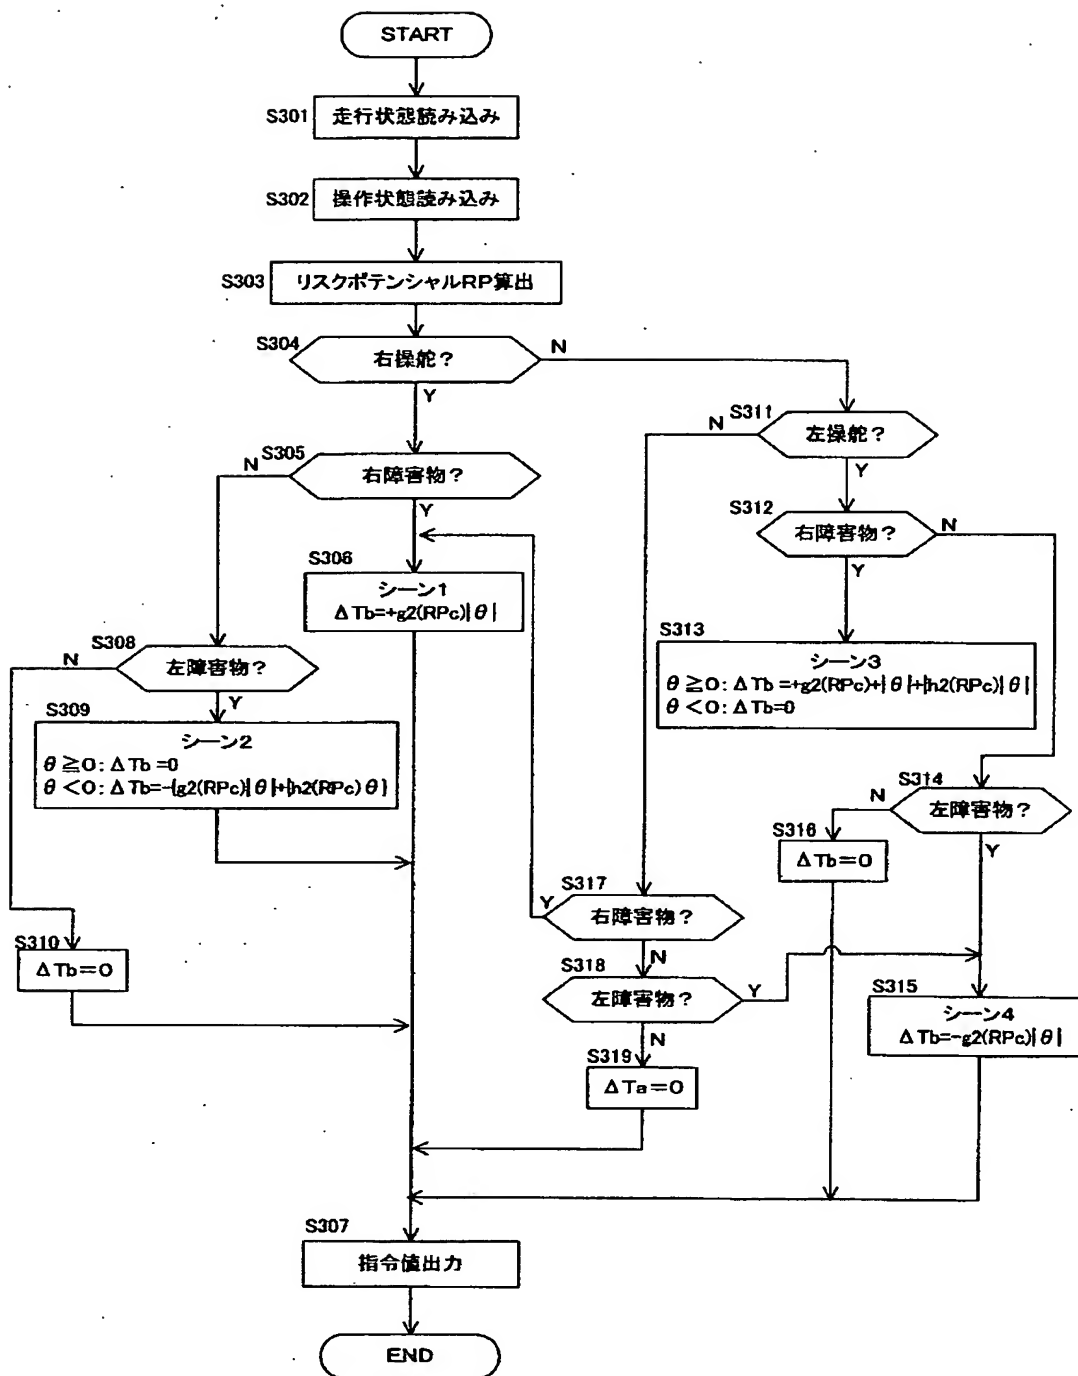 START
S301
走行状態読み込み
S302
操作状態読み込み
S303
リスクポテンシャルRP算出
S304
右操舵?
N
Y
S311
左操舵?
N
Y
S305
右障害物?
N
Y
S312
右障害物?
N
Y
S306
シーン1
ΔTb=+g2(RPc)|θ|
S308
左障害物?
N
Y
S313
シーン3
θ≧0:ΔTb=+g2(RPc)+|θ|+|h2(RPc)|θ|
θ<0:ΔTb=0
S309
シーン2
θ≧0:ΔTb=0
θ<0:ΔTb=-{g2(RPc)|θ|+|h2(RPc)θ}
S314
左障害物?
N
Y
S316
ΔTb=0
S317
右障害物?
Y
N
S310
ΔTb=0
S318
左障害物?
Y
N
S315
シーン4
ΔTb=-g2(RPc)|θ|
S319
ΔTa=0
S307
指令値出力
END